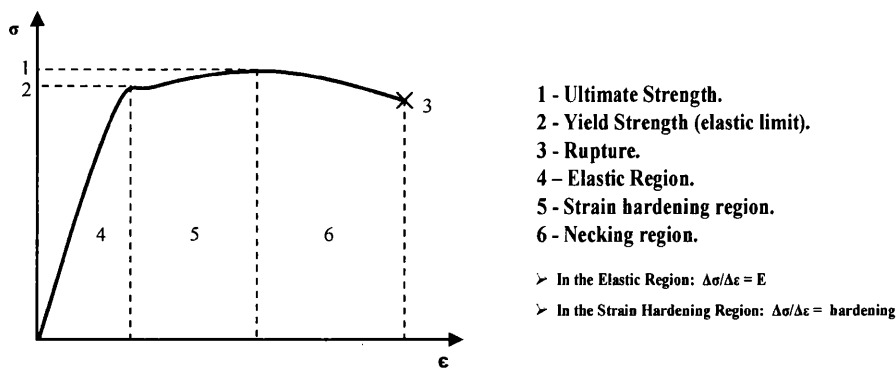 σ
1
2
3
4
5
6
ϵ
1 - Ultimate Strength.
2 - Yield Strength (elastic limit).
3 - Rupture.
4 – Elastic Region.
5 - Strain hardening region.
6 - Necking region.
➢ In the Elastic Region: Δσ/Δε = E
➢ In the Strain Hardening Region: Δσ/Δε = hardening